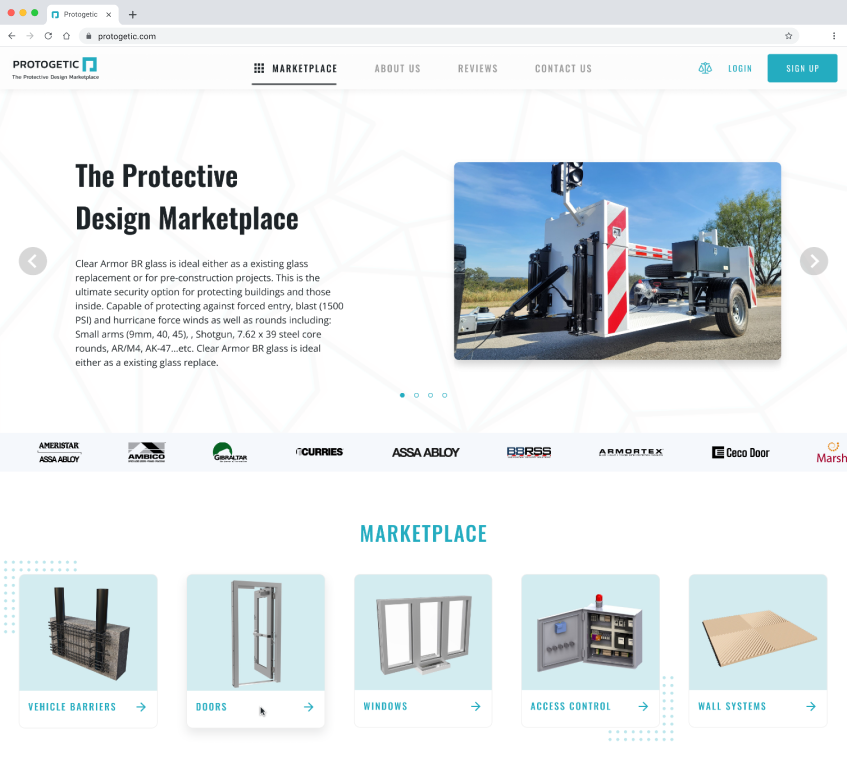 Protogetic
protogetic.com
PROTOGETIC
The Protective Design Marketplace
MARKETPLACE
ABOUT US
REVIEWS
CONTACT US
LOGIN
SIGN UP
The Protective
Design Marketplace
Clear Armor BR glass is ideal either as a existing glass
replacement or for pre-construction projects. This is the
ultimate security option for protecting buildings and those
inside. Capable of protecting against forced entry, blast (1500
PSI) and hurricane force winds as well as rounds including:
Small arms (9mm, 40, 45), , Shotgun, 7.62 x 39 steel core
rounds, AR/M4, AK-47...etc. Clear Armor BR glass is ideal
either as a existing glass replace.
AMERISTAR
ASSA ABLOY
AMBICO
GIBRALTAR
CURRIES
ASSA ABLOY
BBRSS
ARMORTEX
Ceco Door
Marsh
MARKETPLACE
VEHICLE BARRIERS
DOORS
WINDOWS
ACCESS CONTROL
WALL SYSTEMS